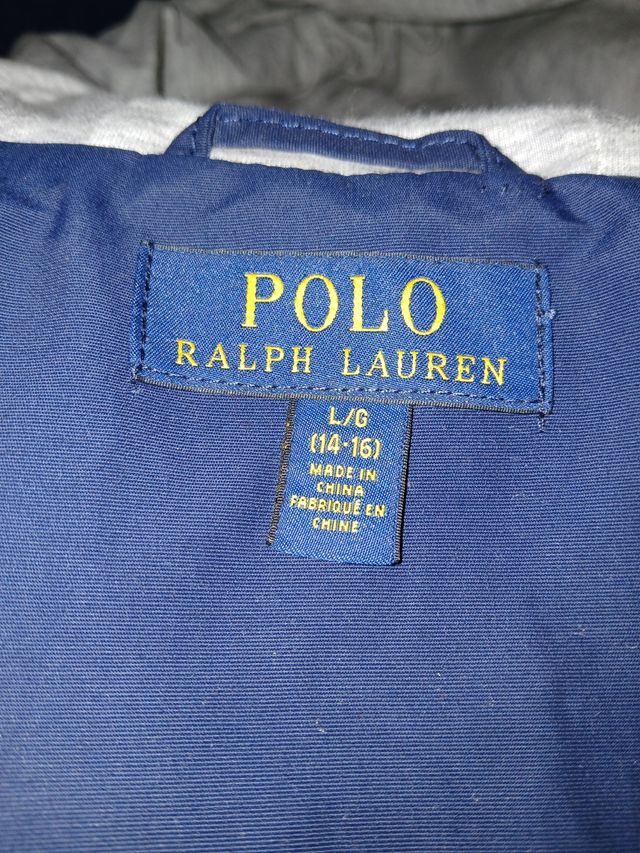 POLO
RALPH LAUREN
L/G
(14-16)
MADE IN
CHINA
FABRIQUÉ EN
CHINE